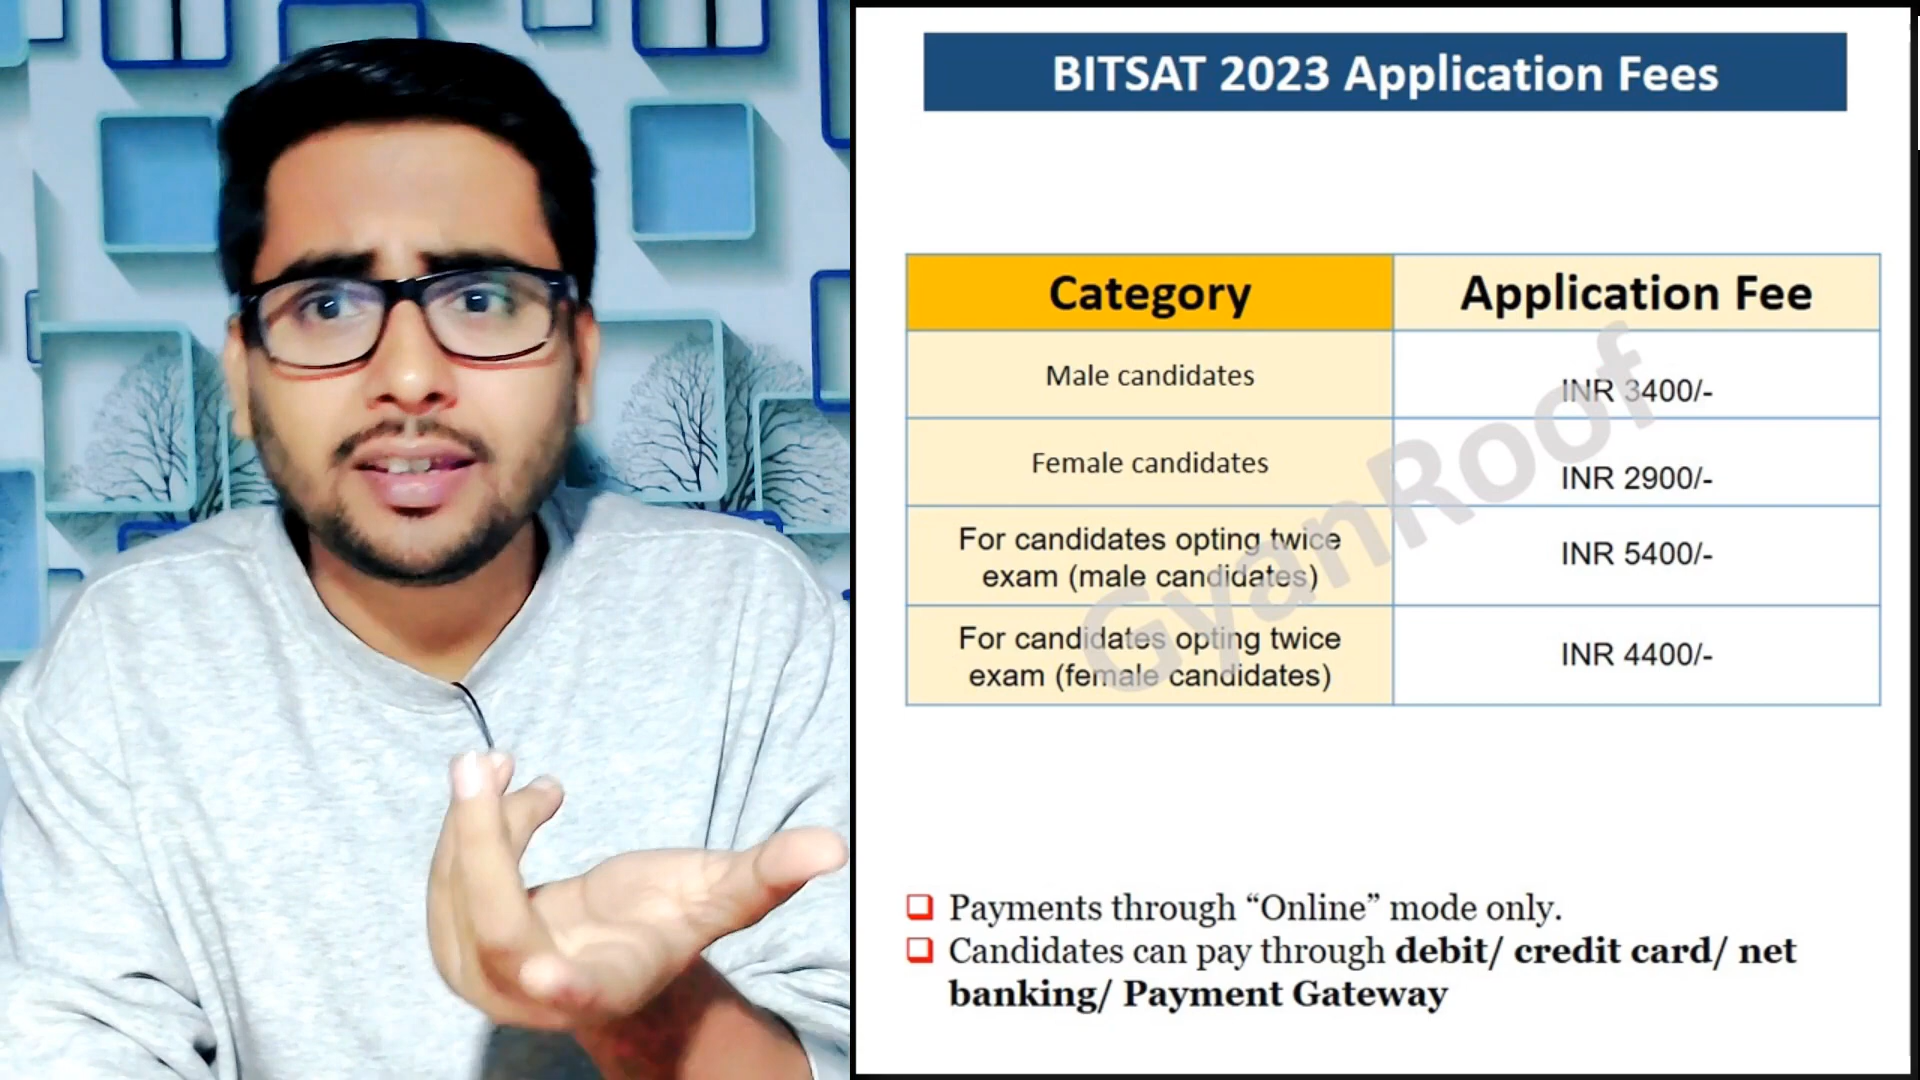 BITSAT 2023 Application Fees
Category
Application Fee
Male candidates
INR 3400/-
Female candidates
INR 2900/-
For candidates opting twice
exam (male candidates)
INR 5400/-
For candidates opting twice
exam (female candidates)
INR 4400/-
GyanRoof
Payments through “Online” mode only.
Candidates can pay through debit/ credit card/ net
banking/ Payment Gateway